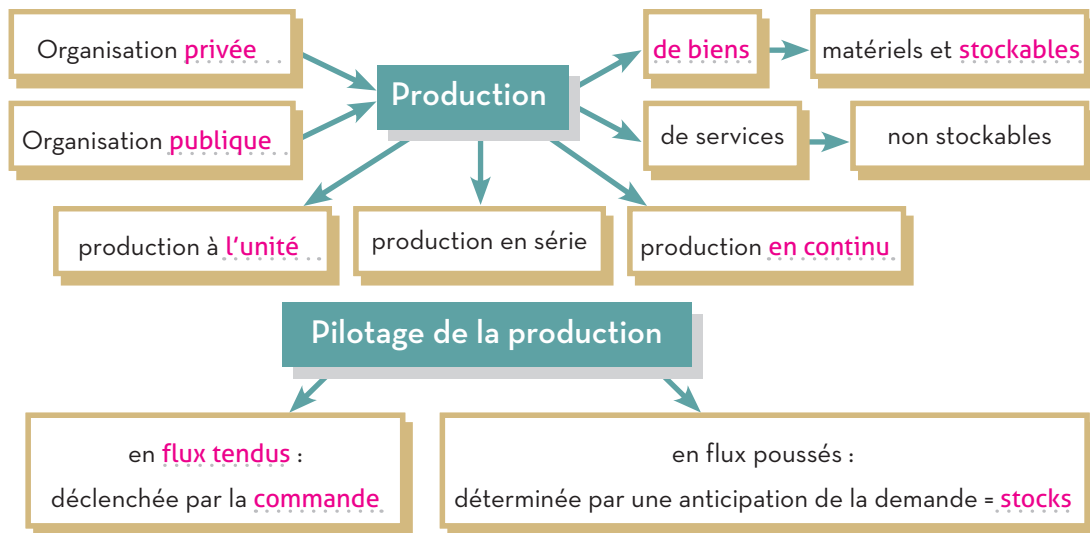 Organisation privée
de biens
matériels et stockables
Production
Organisation publique
de services
non stockables
production à l'unité
production en série
production en continu
Pilotage de la production
en flux tendus :
déclenchée par la commande
en flux poussés :
déterminée par une anticipation de la demande = stocks